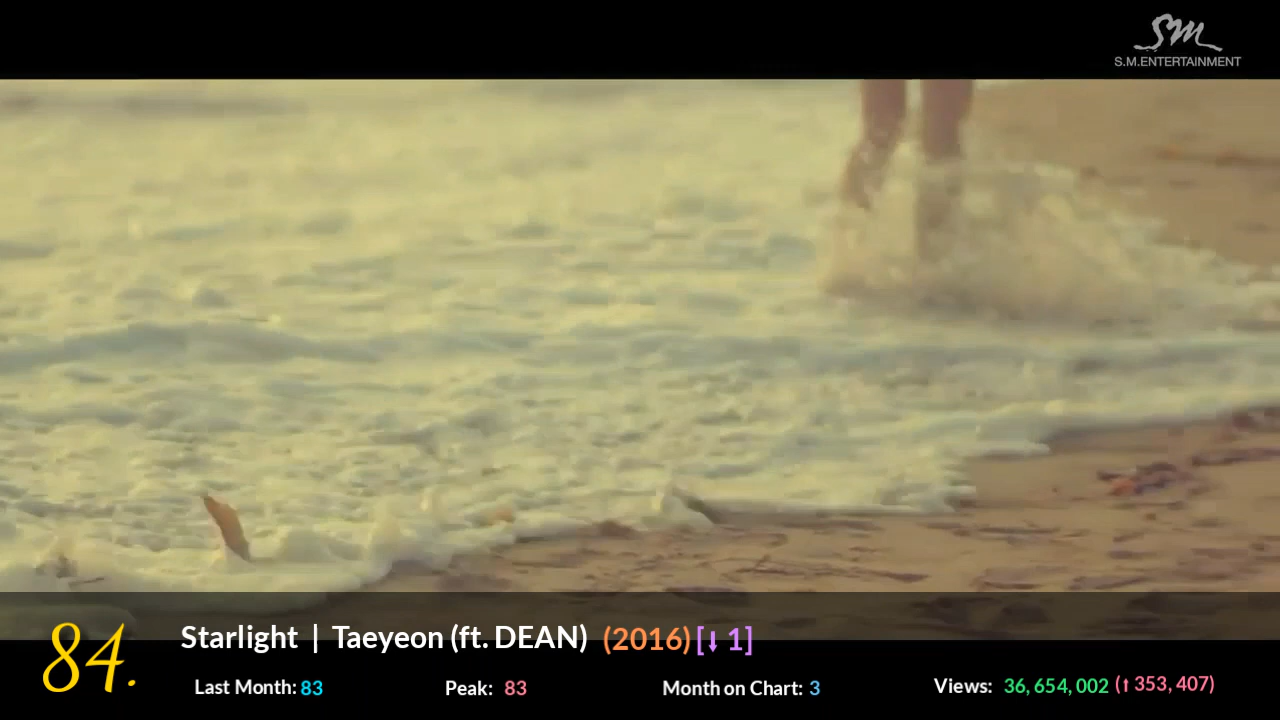 SM
S.M.ENTERTAINMENT
84. Starlight | Taeyeon (ft. DEAN) (2016) [↓ 1]
Last Month: 83 Peak: 83 Month on Chart: 3 Views: 36,654,002 (↑ 353,407)